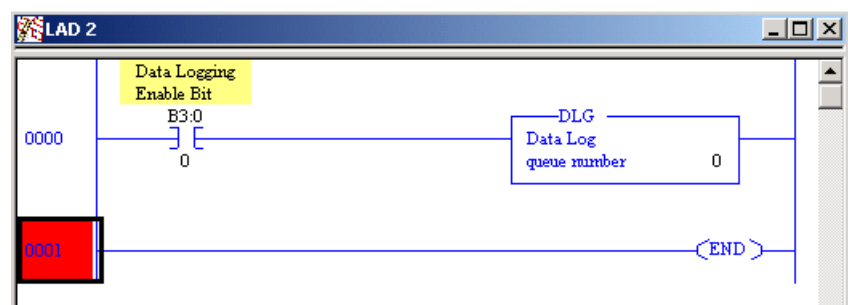 LAD 2
Data Logging
Enable Bit
B3:0
0000
0
DLG
Data Log
queue number 0
0001
END